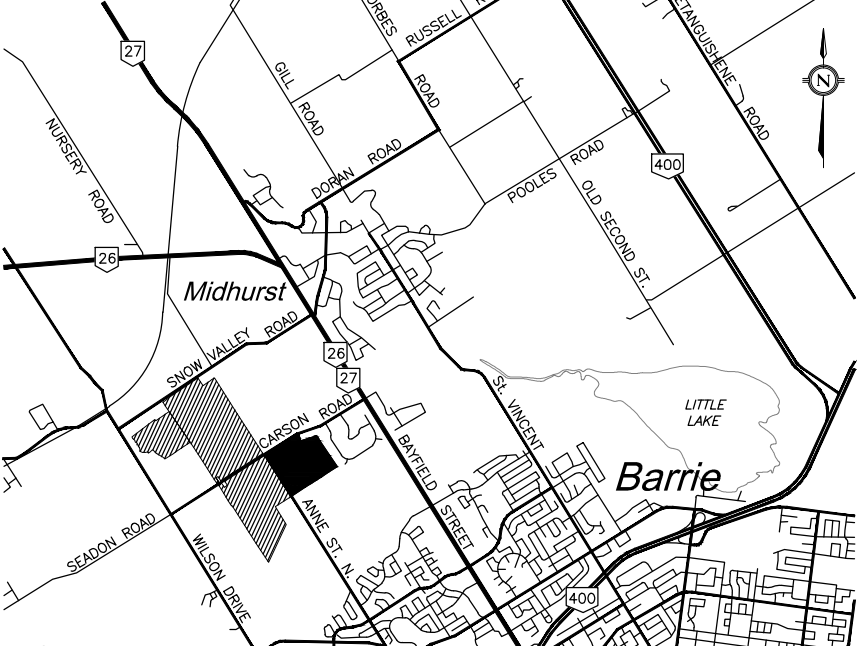 27
NURSERY ROAD
GILL ROAD
RUSSELL
ROAD
DORAN ROAD
POOLES ROAD
OLD SECOND ST.
400
ROAD
N
26
Midhurst
SNOW VALLEY ROAD
26
27
CARSON ROAD
St. VINCENT
LITTLE
LAKE
Barrie
BAYFIELD STREET
ANNE ST. N.
SEADON ROAD
WILSON DRIVE
400